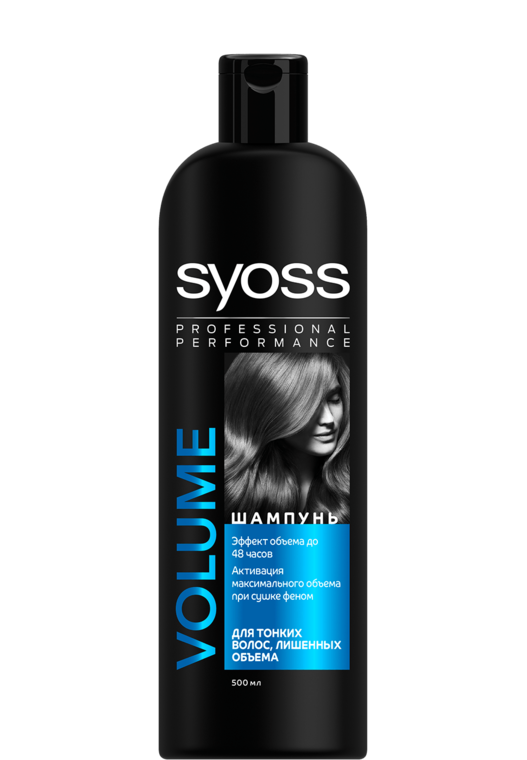 syoss
PROFESSIONAL
PERFORMANCE
VOLUME
ШАМПУНЬ
Эффект объема до
48 часов
Активация
максимального объема
при сушке феном
ДЛЯ ТОНКИХ
ВОЛОС, ЛИШЕННЫХ
ОБЪЕМА
500 мл